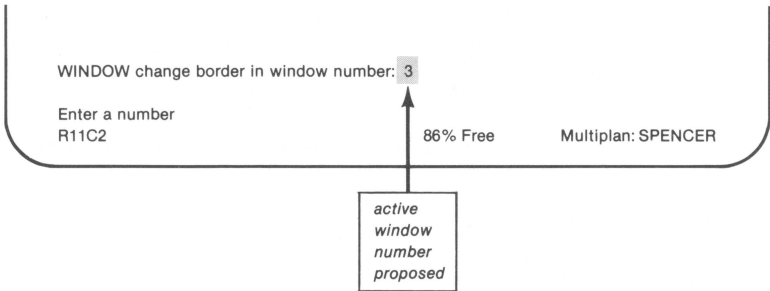 WINDOW change border in window number: 3
Enter a number
R11C2 86% Free Multiplan: SPENCER
active
window
number
proposed